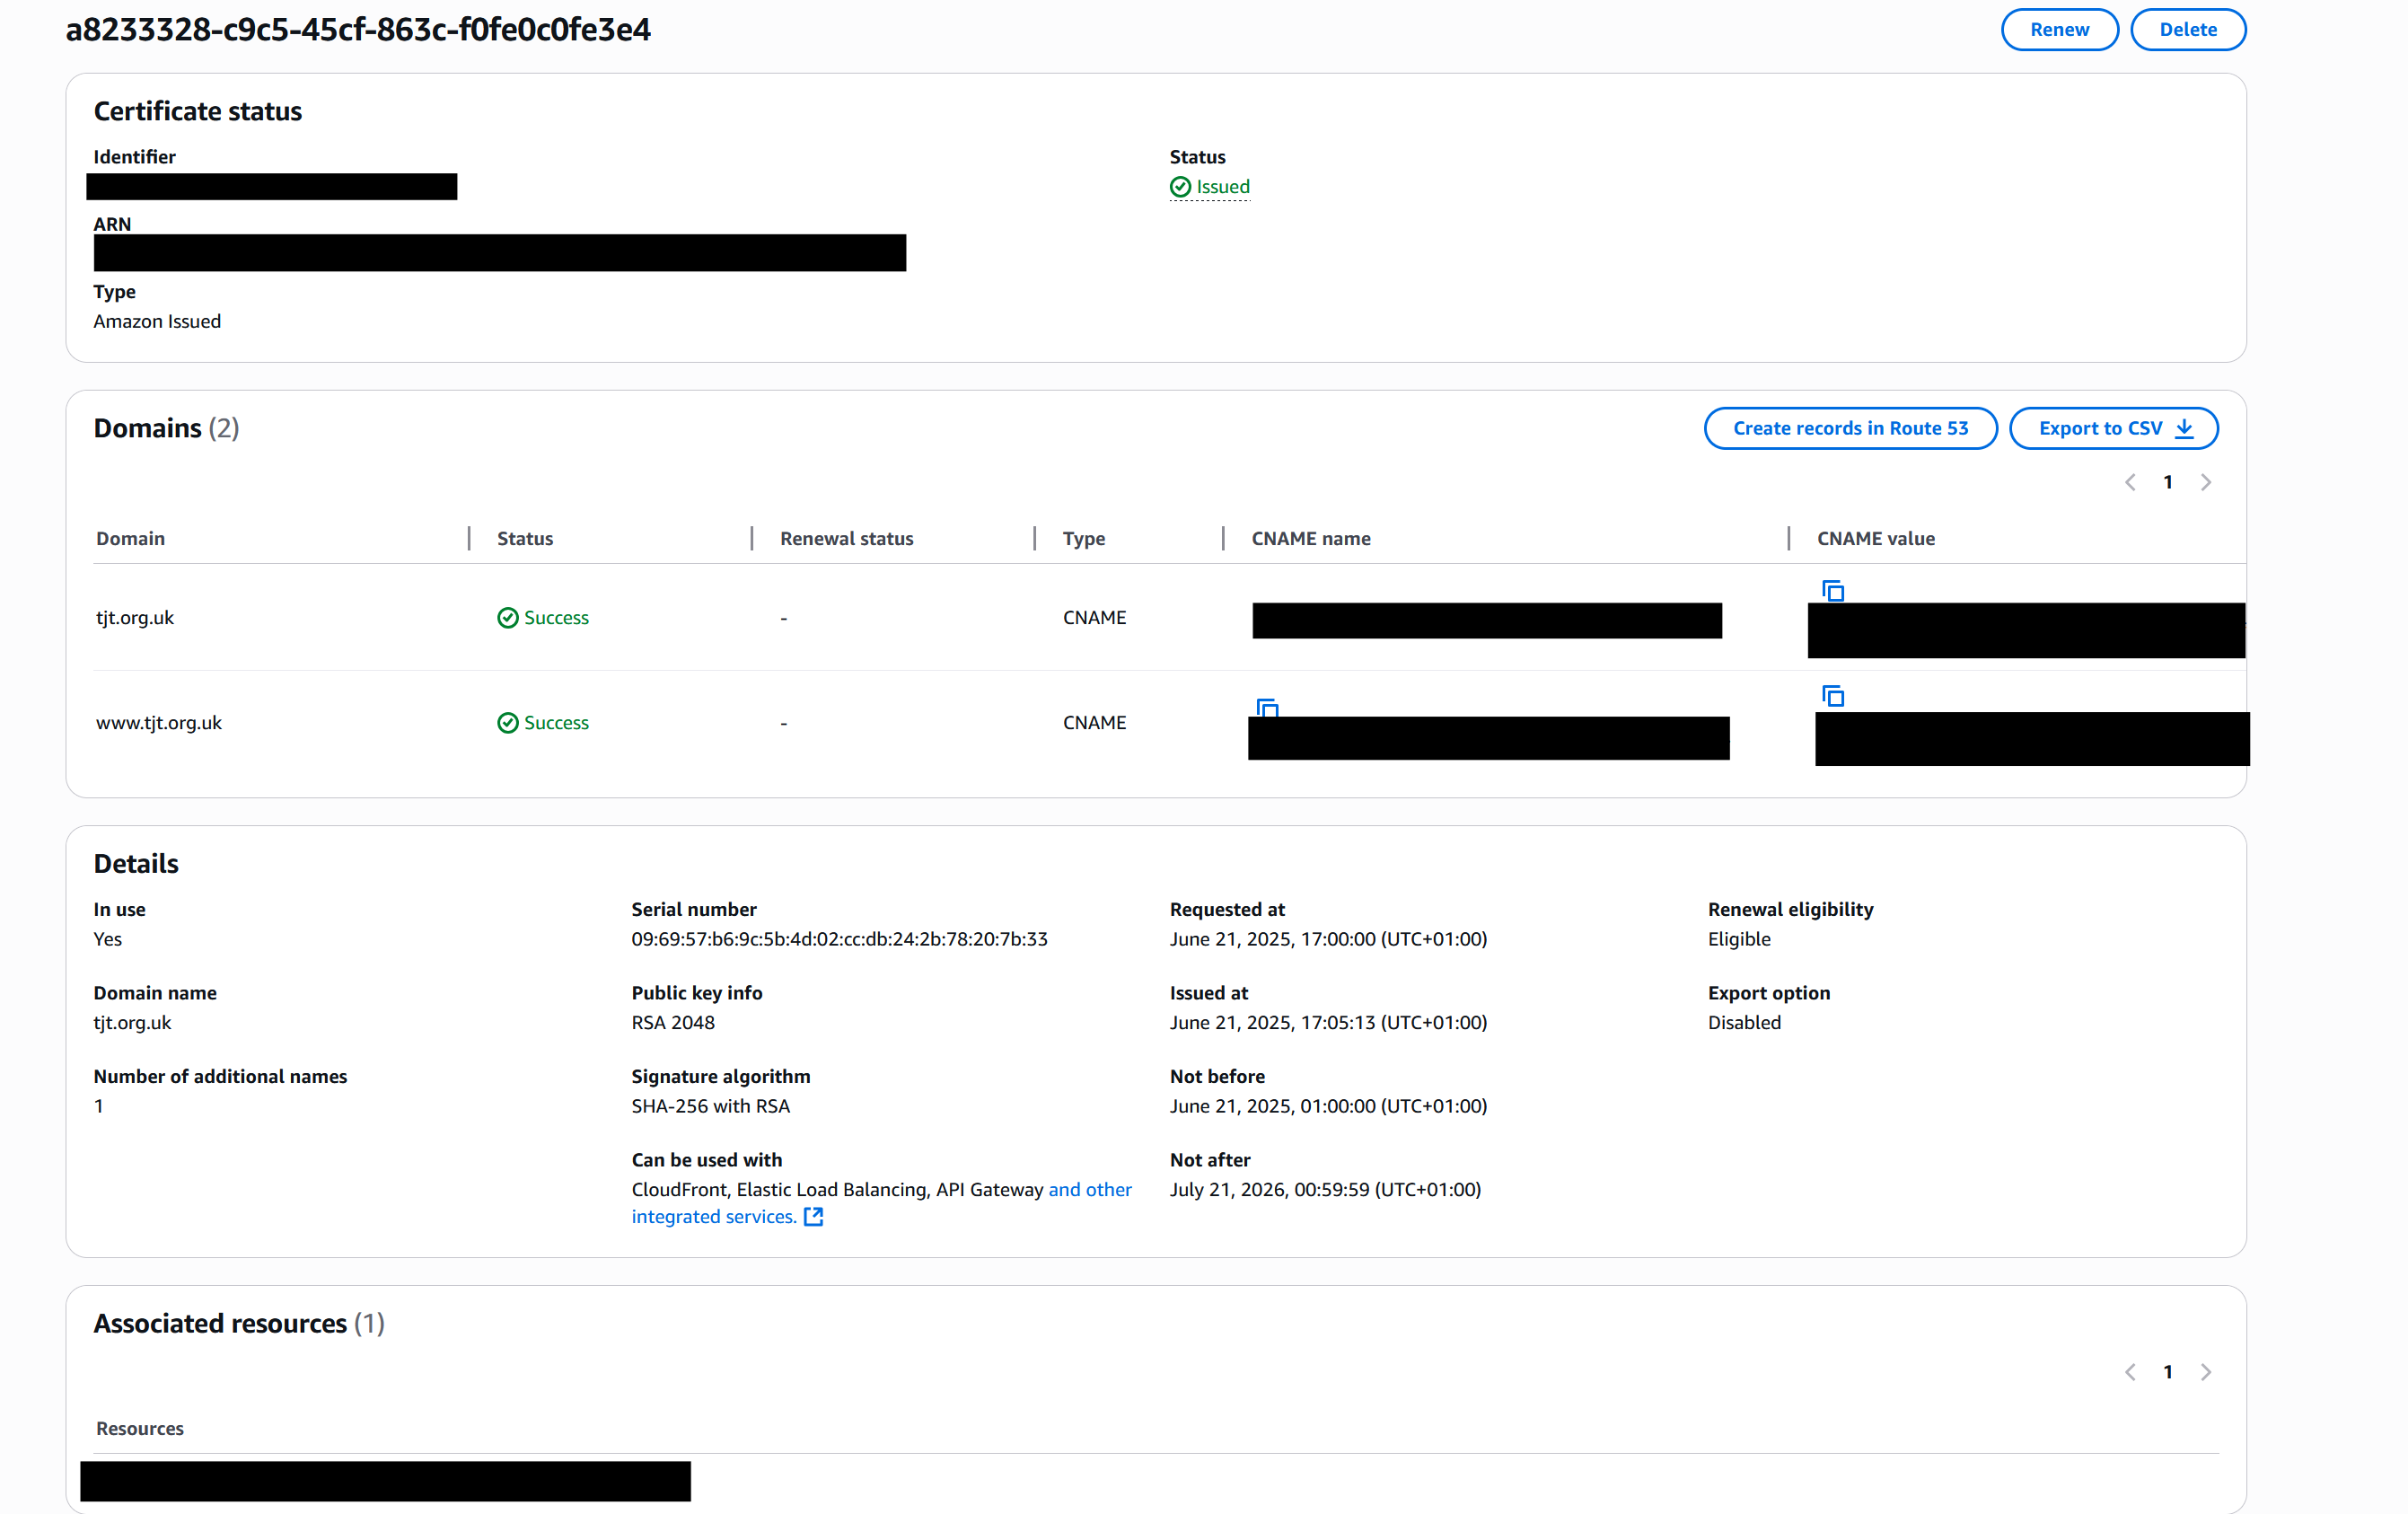 a8233328-c9c5-45cf-863c-f0fe0c0fe3e4
Renew
Delete
Certificate status
Identifier
Status
Issued
ARN
Type
Amazon Issued
Domains (2)
Create records in Route 53
Export to CSV
1
Domain
Status
Renewal status
Type
CNAME name
CNAME value
tjt.org.uk
Success
-
CNAME
www.tjt.org.uk
Success
-
CNAME
Details
In use
Yes
Domain name
tjt.org.uk
Number of additional names
1
Serial number
09:69:57:b6:9c:5b:4d:02:cc:db:24:2b:78:20:7b:33
Public key info
RSA 2048
Signature algorithm
SHA-256 with RSA
Can be used with
CloudFront, Elastic Load Balancing, API Gateway and other
integrated services.
Requested at
June 21, 2025, 17:00:00 (UTC+01:00)
Issued at
June 21, 2025, 17:05:13 (UTC+01:00)
Not before
June 21, 2025, 01:00:00 (UTC+01:00)
Not after
July 21, 2026, 00:59:59 (UTC+01:00)
Renewal eligibility
Eligible
Export option
Disabled
Associated resources (1)
1
Resources